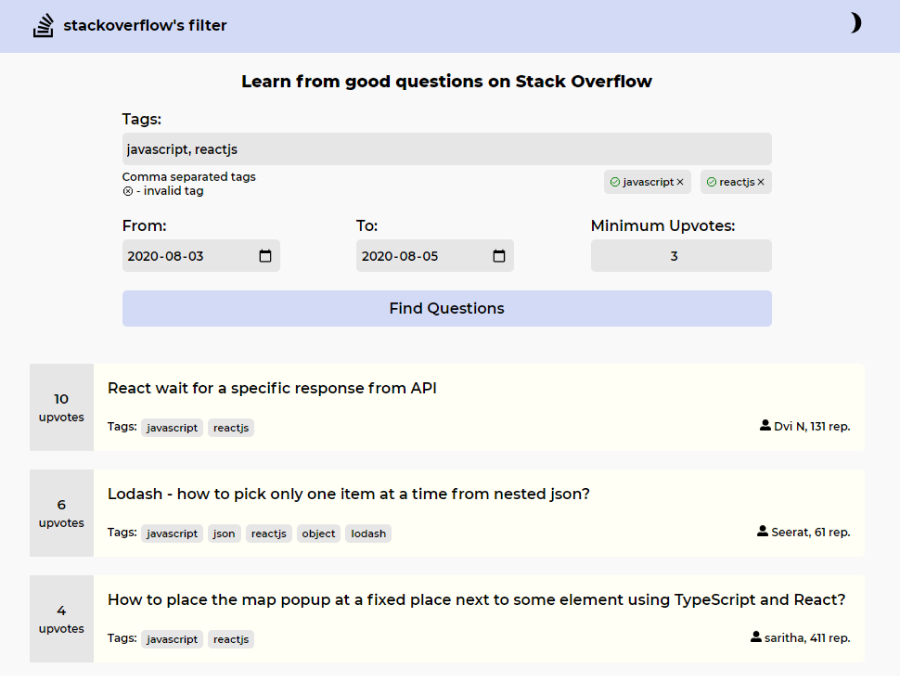 stackoverflow's filter
Learn from good questions on Stack Overflow
Tags:
javascript, reactjs
Comma separated tags
- invalid tag
javascript
reactjs
From:
To:
Minimum Upvotes:
2020-08-03
2020-08-05
3
Find Questions
10
upvotes
React wait for a specific response from API
Tags: javascript reactjs
Dvi N, 131 rep.
6
upvotes
Lodash - how to pick only one item at a time from nested json?
Tags: javascript json reactjs object lodash
Seerat, 61 rep.
4
upvotes
How to place the map popup at a fixed place next to some element using TypeScript and React?
Tags: javascript reactjs
saritha, 411 rep.